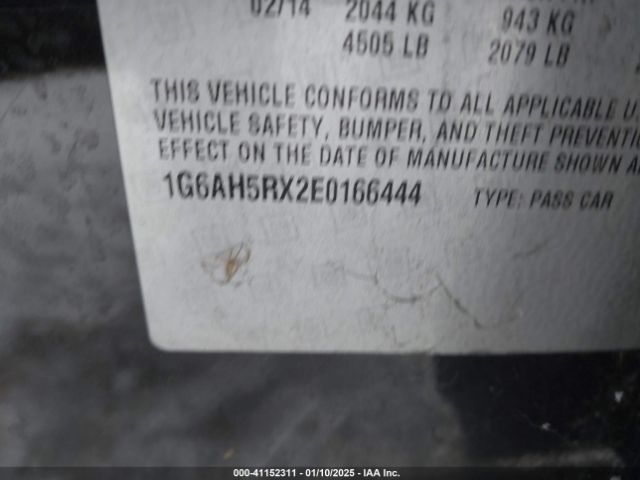 02/14 2044 KG 943 KG
4505 LB 2079 LB
THIS VEHICLE CONFORMS TO ALL APPLICABLE U
VEHICLE SAFETY, BUMPER, AND THEFT PREVENTIO
EFFECT ON THE DATE OF MANUFACTURE SHOWN A
1G6AH5RX2E0166444 TYPE: PASS CAR
000-41152311 - 01/10/2025 - IAA Inc.